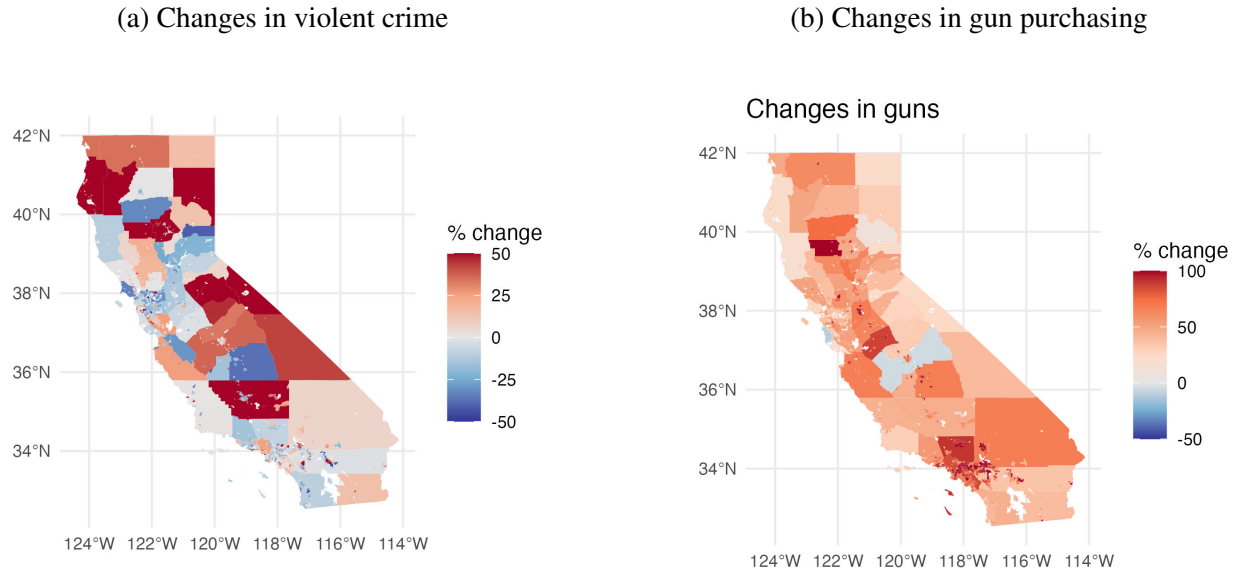 (a) Changes in violent crime
42°N
40°N
38°N
36°N
34°N
124°W 122°W 120°W 118°W 116°W 114°W
% change
50
25
0
-25
-50
(b) Changes in gun purchasing
Changes in guns
42°N
40°N
38°N
36°N
34°N
124°W 122°W 120°W 118°W 116°W 114°W
% change
100
50
0
-50